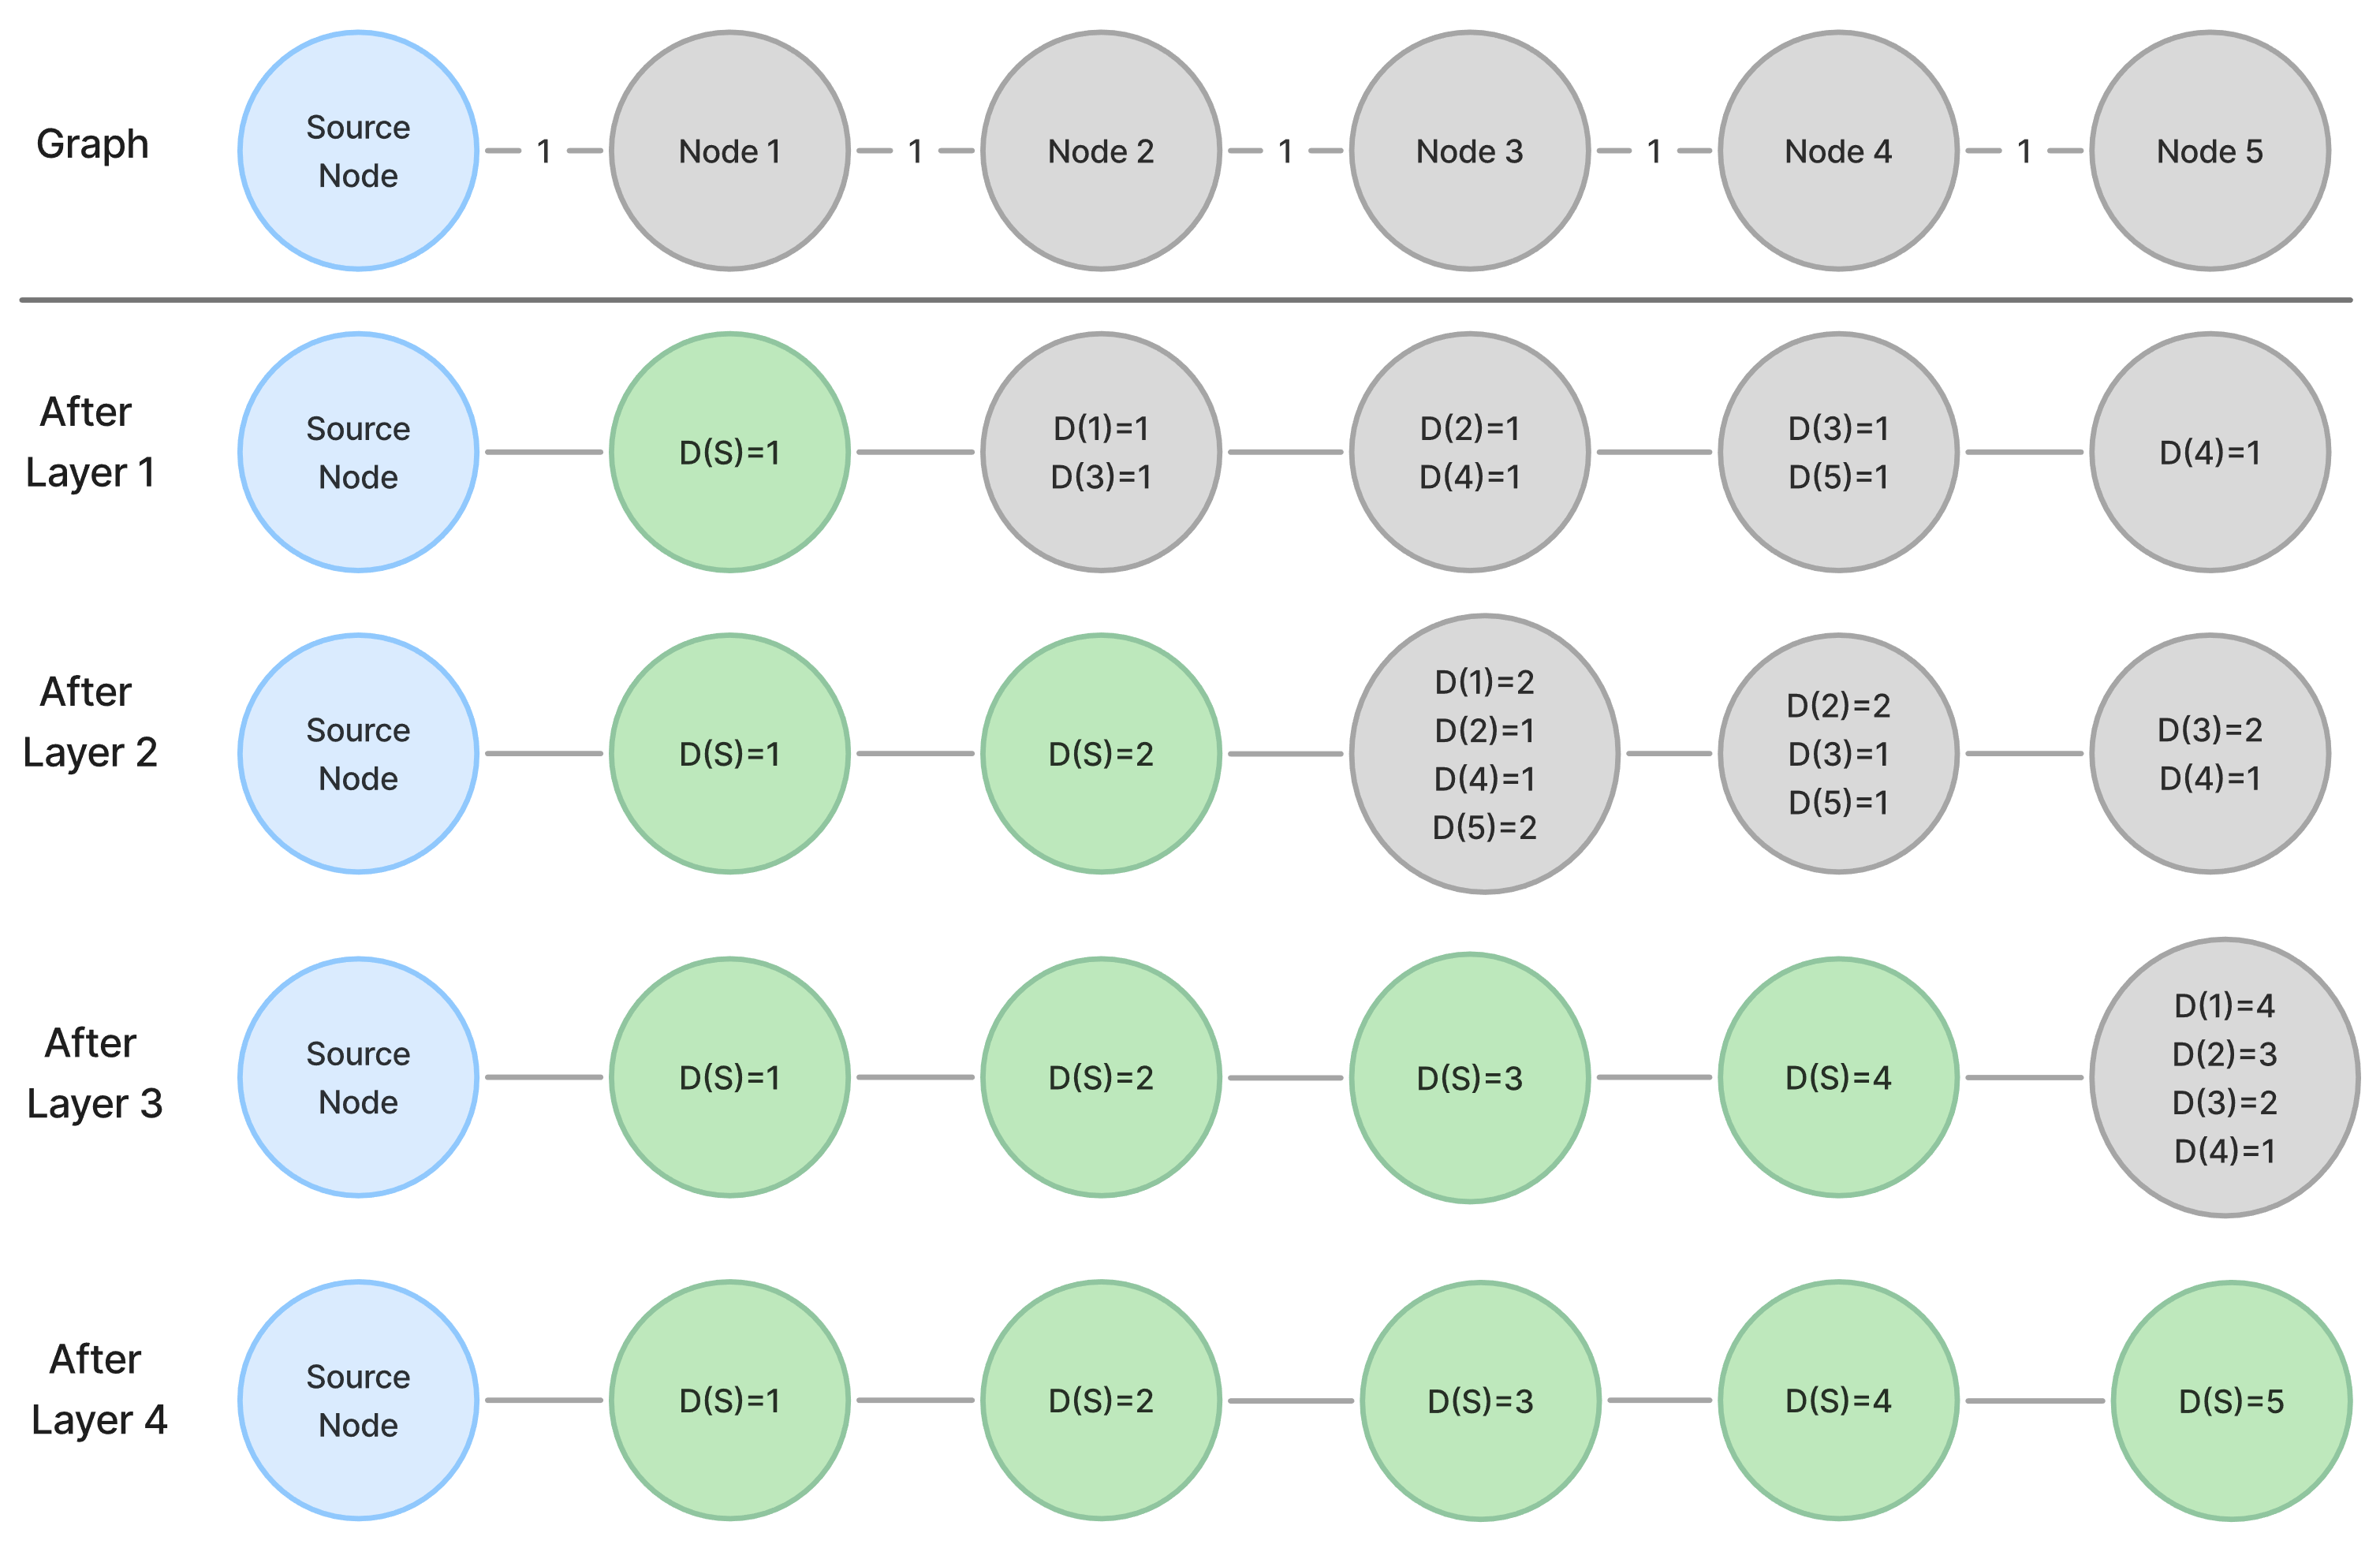 Graph
Source
Node
1
Node 1
1
Node 2
1
Node 3
1
Node 4
1
Node 5
After
Layer 1
Source
Node
D(S)=1
D(1)=1
D(3)=1
D(2)=1
D(4)=1
D(3)=1
D(5)=1
D(4)=1
After
Layer 2
Source
Node
D(S)=1
D(S)=2
D(1)=2
D(2)=1
D(4)=1
D(5)=2
D(2)=2
D(3)=1
D(5)=1
D(3)=2
D(4)=1
After
Layer 3
Source
Node
D(S)=1
D(S)=2
D(S)=3
D(S)=4
D(1)=4
D(2)=3
D(3)=2
D(4)=1
After
Layer 4
Source
Node
D(S)=1
D(S)=2
D(S)=3
D(S)=4
D(S)=5